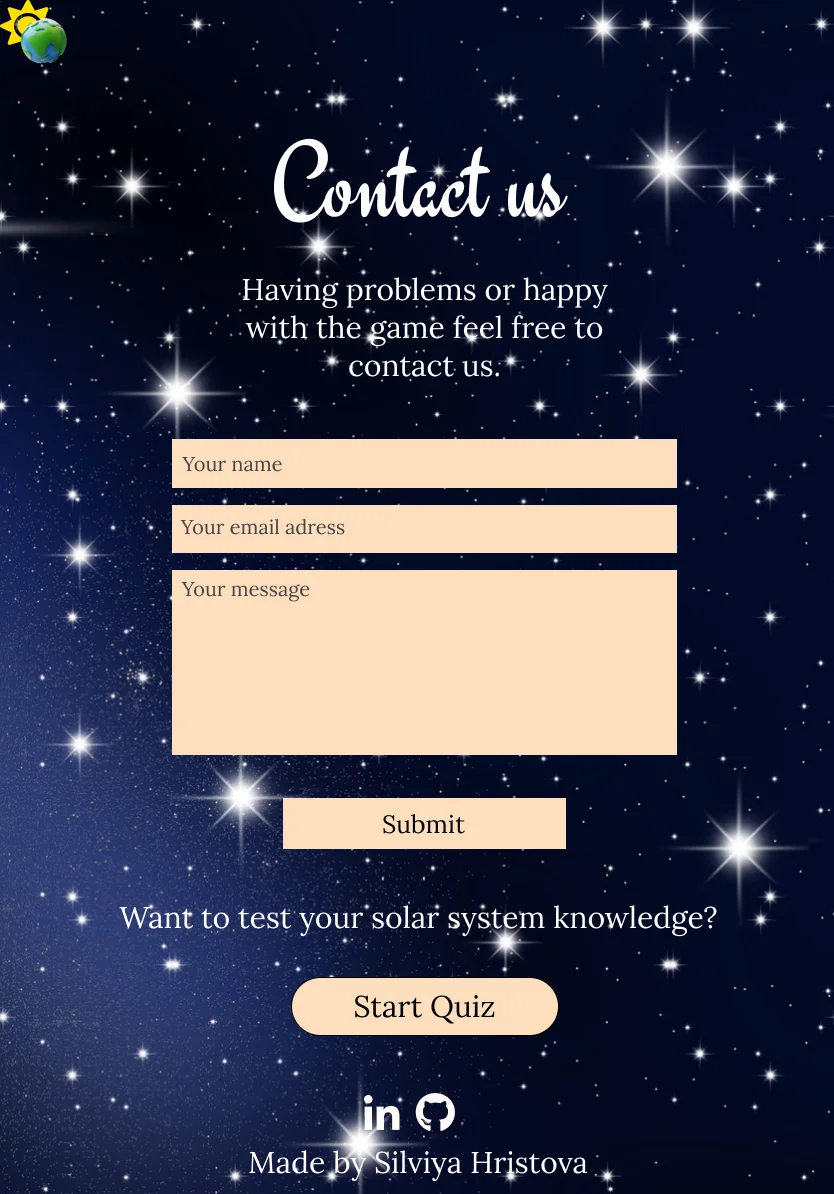 Contact us
Having problems or happy
with the game feel free to
contact us.
Your name
Your email adress
Your message
Submit
Want to test your solar system knowledge?
Start Quiz
in
Made by Silviya Hristova